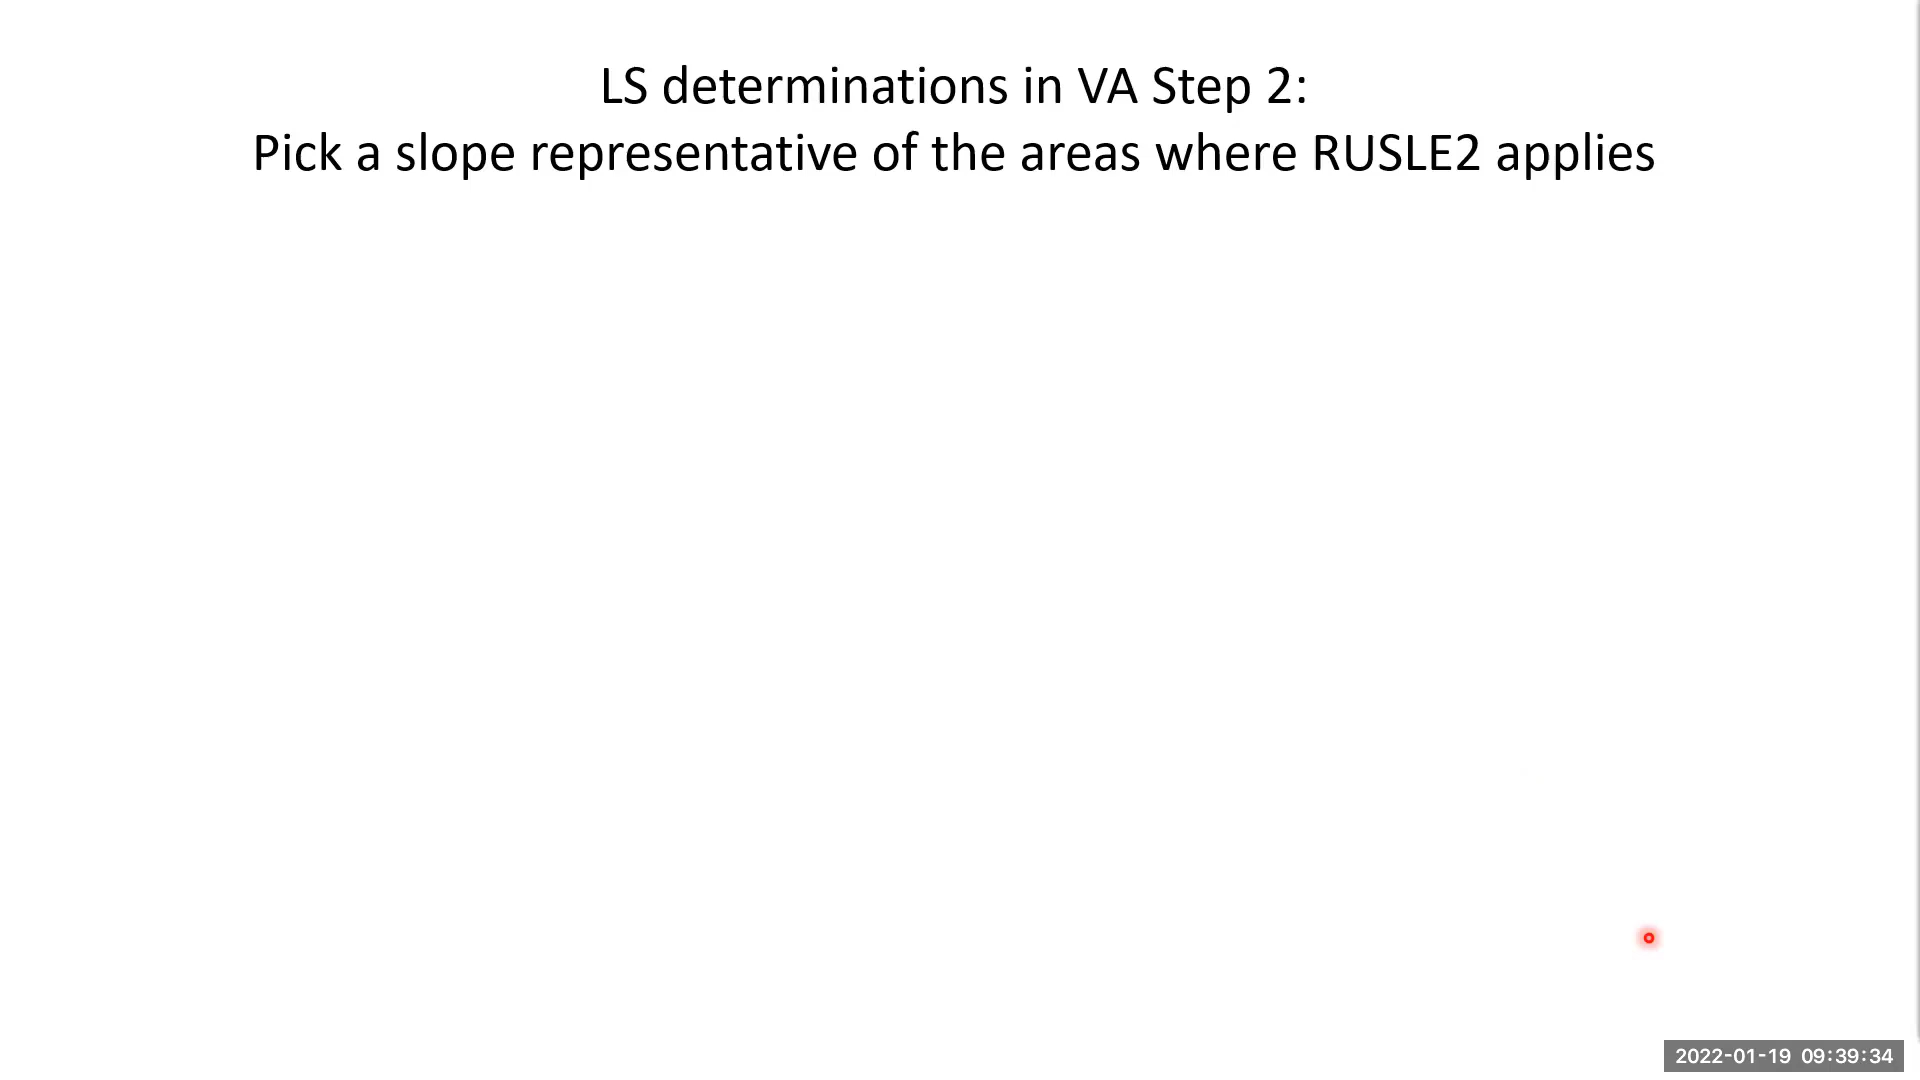 LS determinations in VA Step 2:
Pick a slope representative of the areas where RUSLE2 applies
2022-01-19 09:39:34